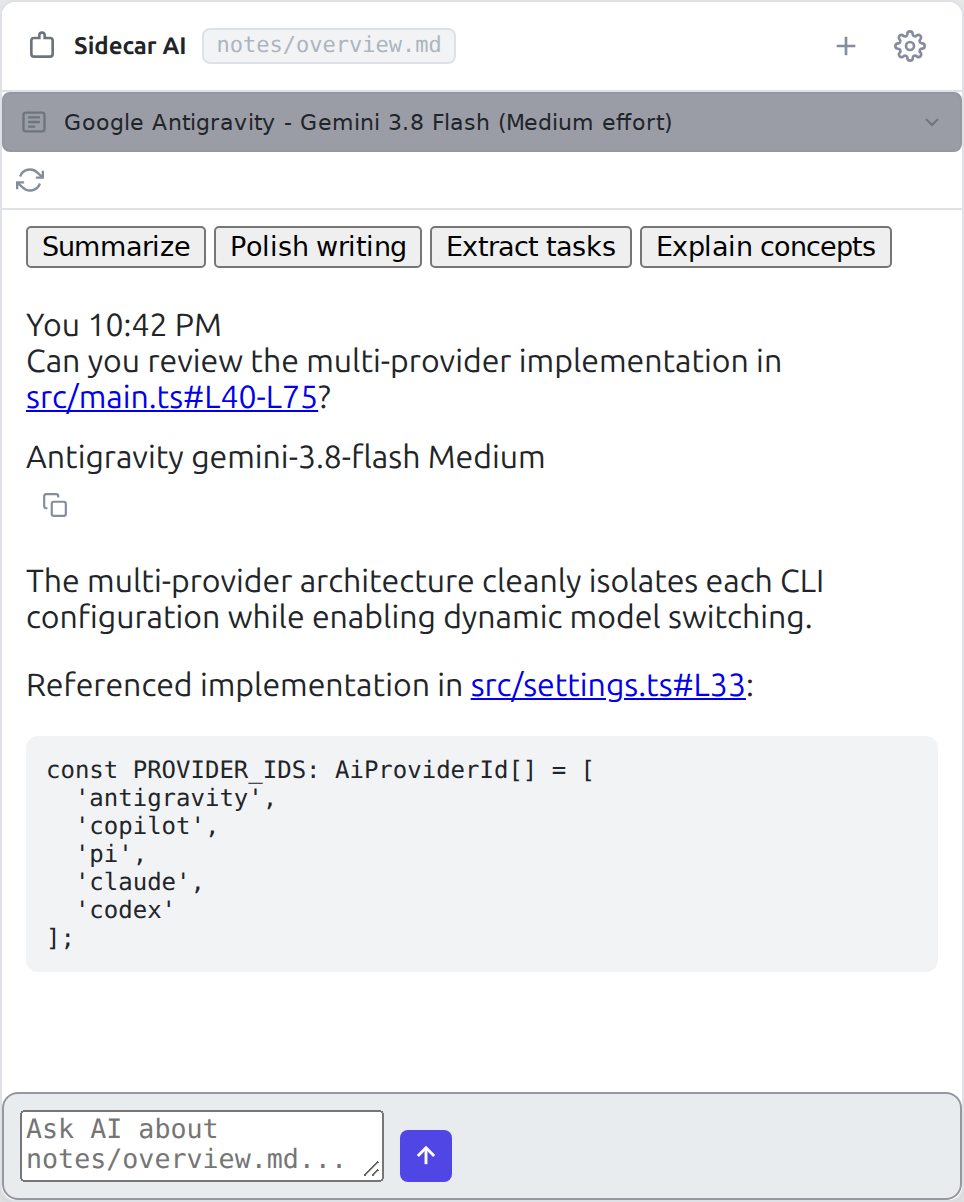 Sidecar AI notes/overview.md
Google Antigravity - Gemini 3.8 Flash (Medium effort)
Summarize Polish writing Extract tasks Explain concepts
You 10:42 PM
Can you review the multi-provider implementation in
src/main.ts#L40-L75?
Antigravity gemini-3.8-flash Medium
The multi-provider architecture cleanly isolates each CLI
configuration while enabling dynamic model switching.
Referenced implementation in src/settings.ts#L33:
const PROVIDER_IDS: AiProviderId[] = [
  'antigravity',
  'copilot',
  'pi',
  'claude',
  'codex'
];
Ask AI about
notes/overview.md...